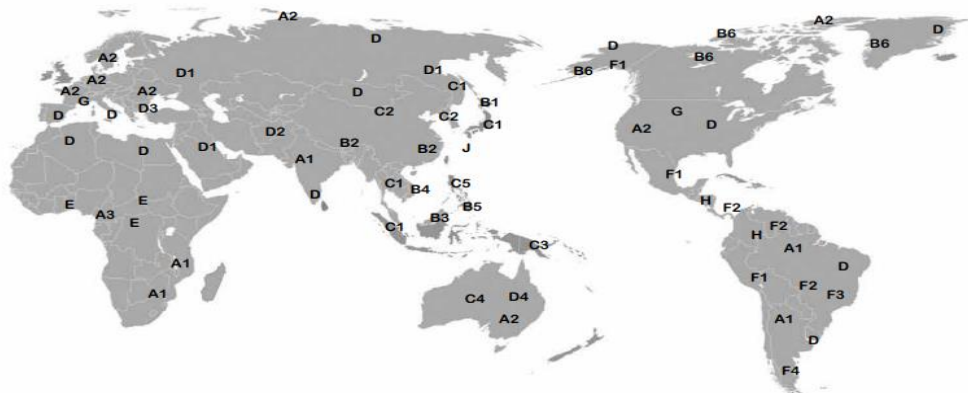 A2 A2
D B6 D
A2 D B6
D1 D1 F1 B6
A2 B6
A2 A2 D C1
G D3 C2 B1 G
D D C2 C1 A2 D
D D2 B2 B2
D D1 A1 J
C1 C5 F1
D B4
E E B5 H F2
A3 E C1 B3 F2
H
C3 A1
A1 F1 D
A1 C4 D4 F2 F3
A2 A1
D
F4